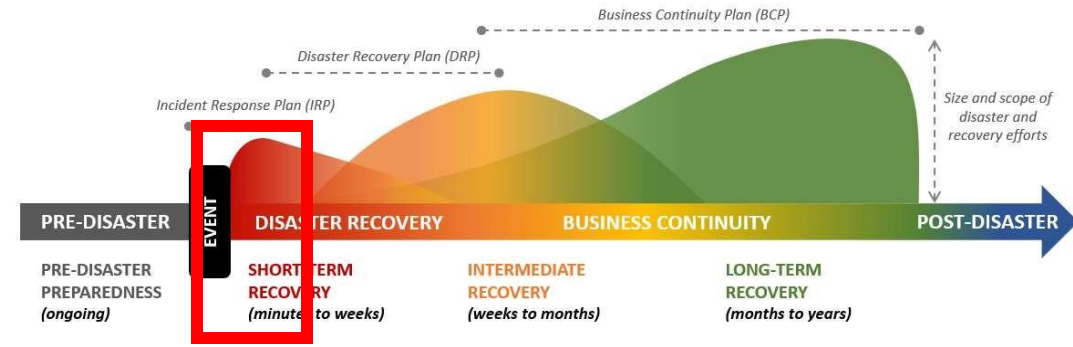 Business Continuity Plan (BCP)
Disaster Recovery Plan (DRP)
Incident Response Plan (IRP)
Size and scope of
disaster and
recovery efforts
EVENT
PRE-DISASTER
DISASTER RECOVERY
BUSINESS CONTINUITY
POST-DISASTER
PRE-DISASTER
PREPAREDNESS
(ongoing)
SHORT-TERM
RECOVERY
(minutes to weeks)
INTERMEDIATE
RECOVERY
(weeks to months)
LONG-TERM
RECOVERY
(months to years)